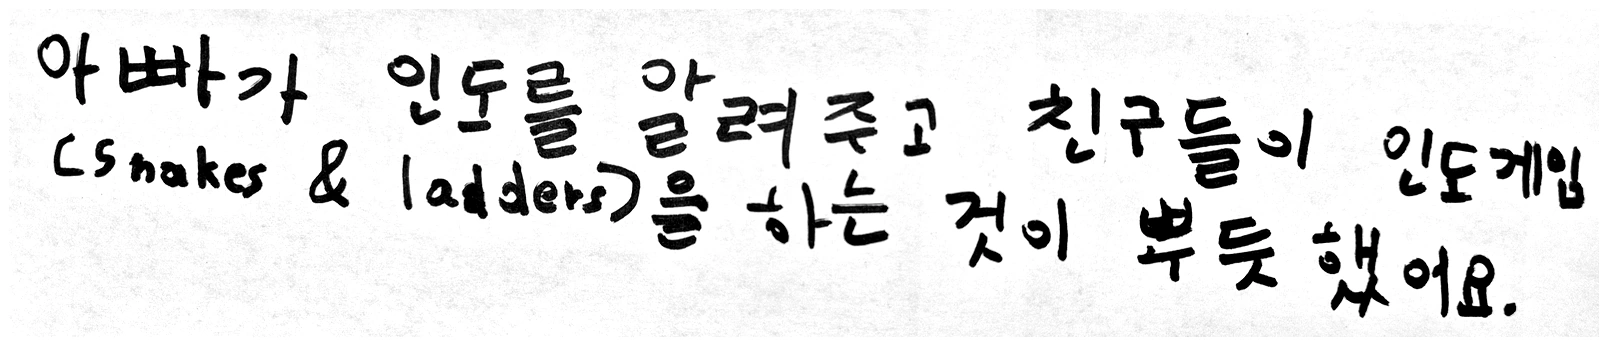 아빠가 인도를 알려주고 친구들이 인도게임
(snakes & ladders)을 하는 것이 뿌듯했어요.